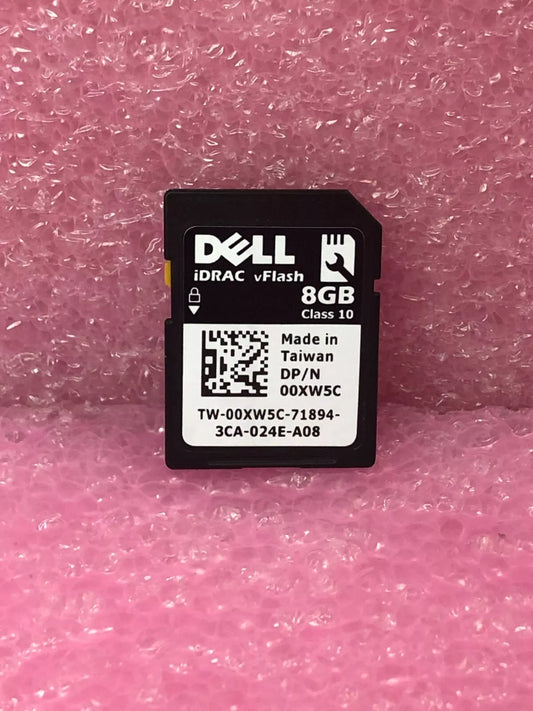 DELL
iDRAC vFlash
8GB
Class 10
Made in
Taiwan
DP/N
00XW5C
TW-00XW5C-71894-
3CA-024E-A08